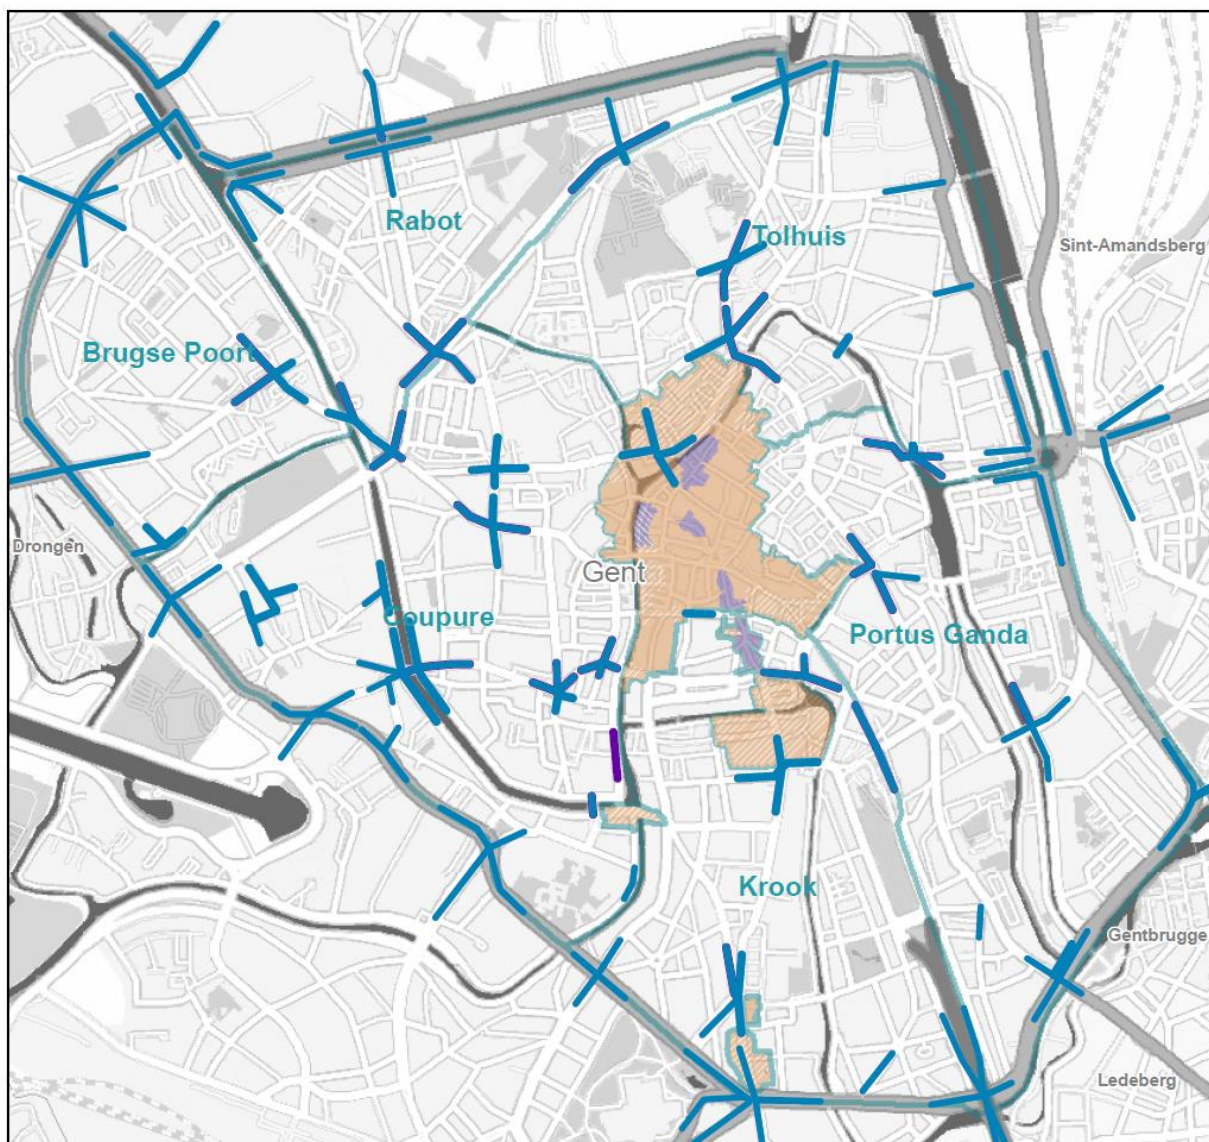 Rabot
Tolhuis
Sint-Amandsberg
Brugse Poort
Drongen
Gent
Coupure
Portus Ganda
Krook
Gentbrugge
Ledeberg